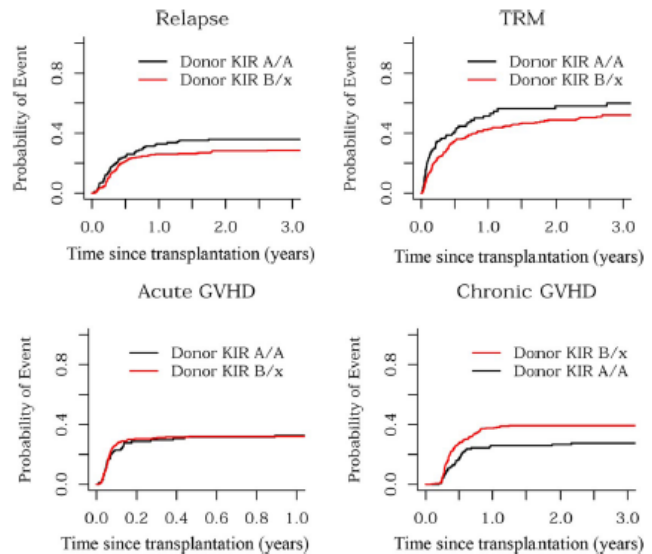 Relapse
Probability of Event
0.0 0.4 0.8
Donor KIR A/A
Donor KIR B/x
0.0 1.0 2.0 3.0
Time since transplantation (years)
TRM
Probability of Event
0.0 0.4 0.8
Donor KIR A/A
Donor KIR B/x
0.0 1.0 2.0 3.0
Time since transplantation (years)
Acute GVHD
Probability of Event
0.0 0.4 0.8
Donor KIR A/A
Donor KIR B/x
0.0 0.2 0.4 0.6 0.8 1.0
Time since transplantation (years)
Chronic GVHD
Probability of Event
0.0 0.4 0.8
Donor KIR B/x
Donor KIR A/A
0.0 1.0 2.0 3.0
Time since transplantation (years)